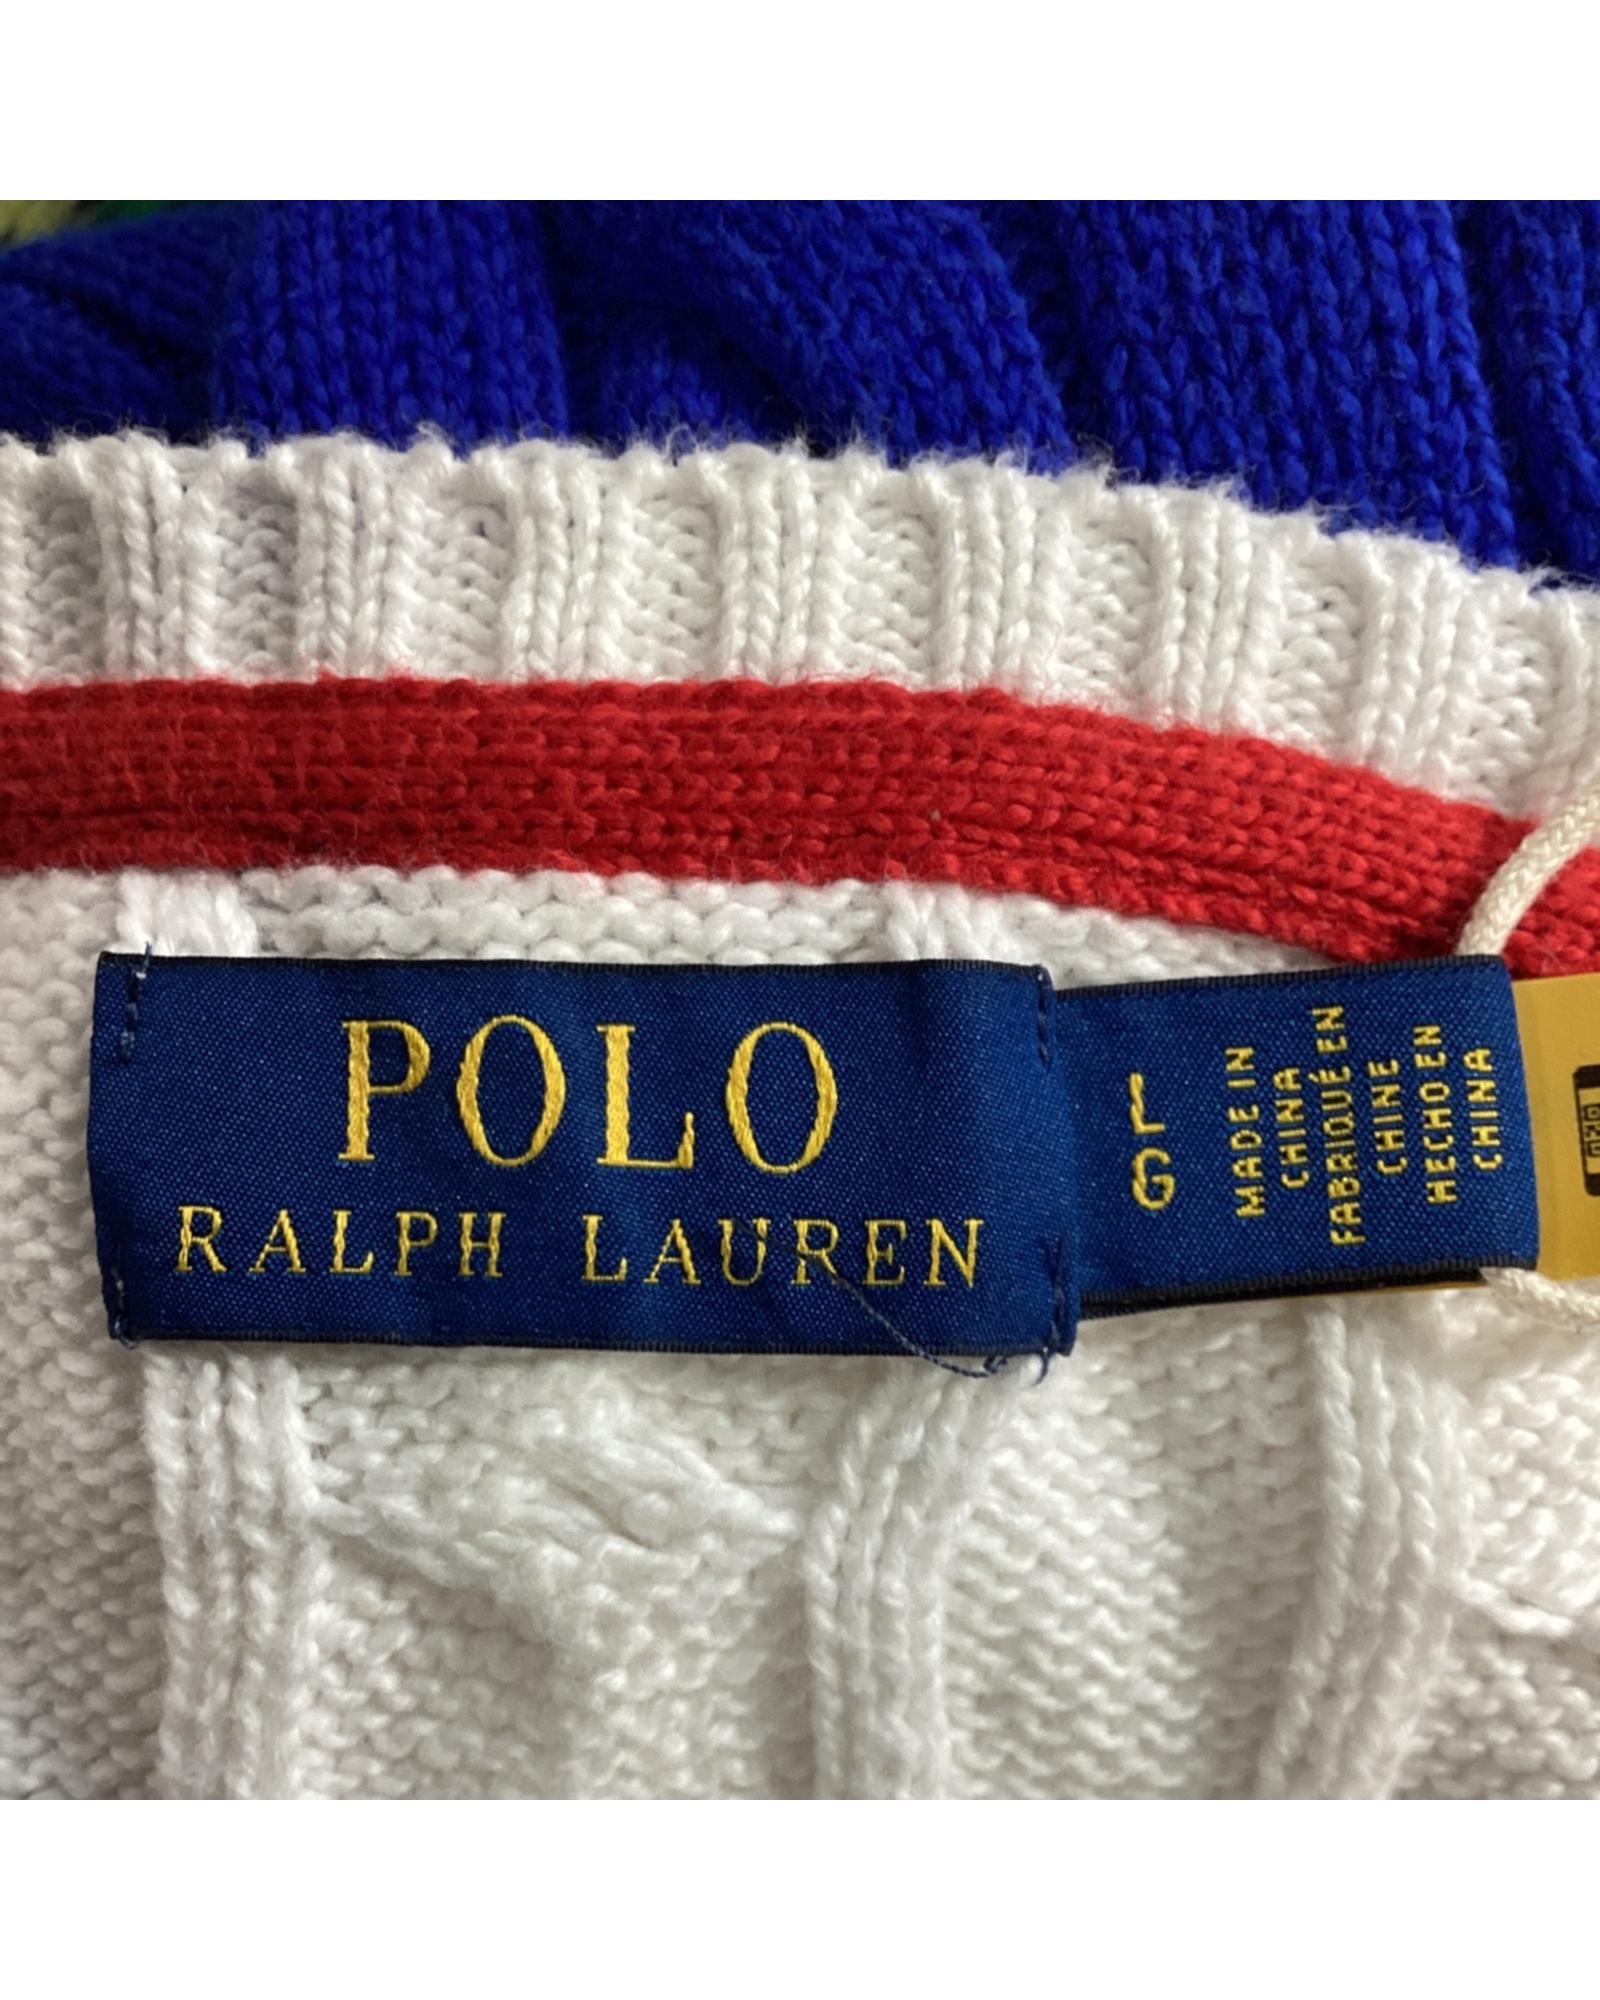 POLO
RALPH LAUREN
L
G
MADE IN
CHINA
FABRIQUÉ EN
CHINE
HECHO EN
CHINA